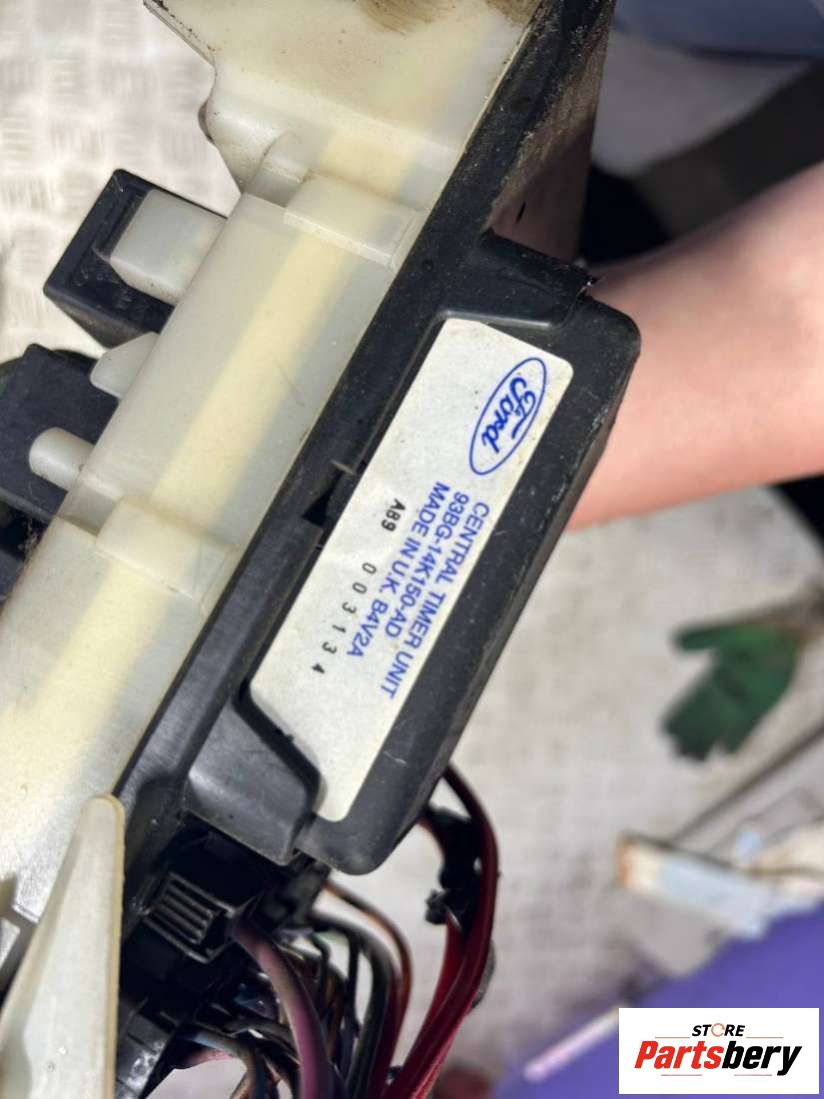 Ford
CENTRAL TIMER UNIT
93BG-14K150-AD
MADE IN U.K. B4V2A
A89 003134
STORE
Partsbery